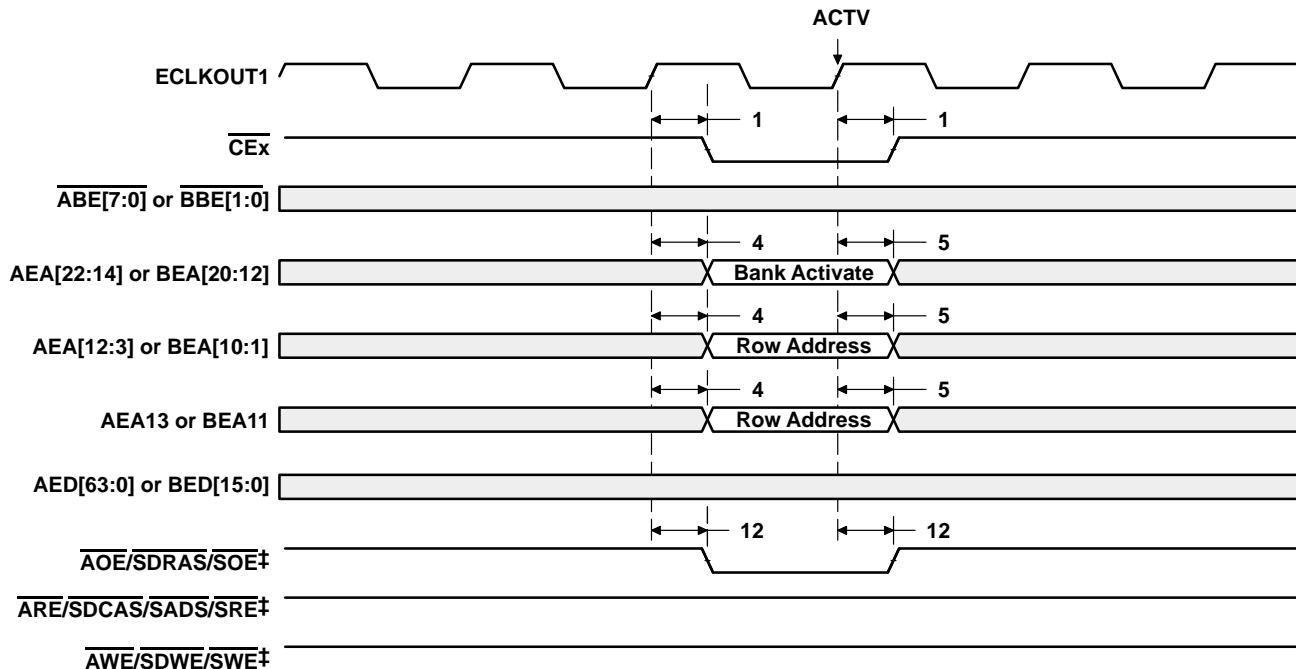 ACTV
ECLKOUT1
1 1
CEx
ABE[7:0] or BBE[1:0]
4 5
AEA[22:14] or BEA[20:12] Bank Activate
4 5
AEA[12:3] or BEA[10:1] Row Address
4 5
AEA13 or BEA11 Row Address
AED[63:0] or BED[15:0]
12 12
AOE/SDRAS/SOE‡
ARE/SDCAS/SADS/SRE‡
AWE/SDWE/SWE‡